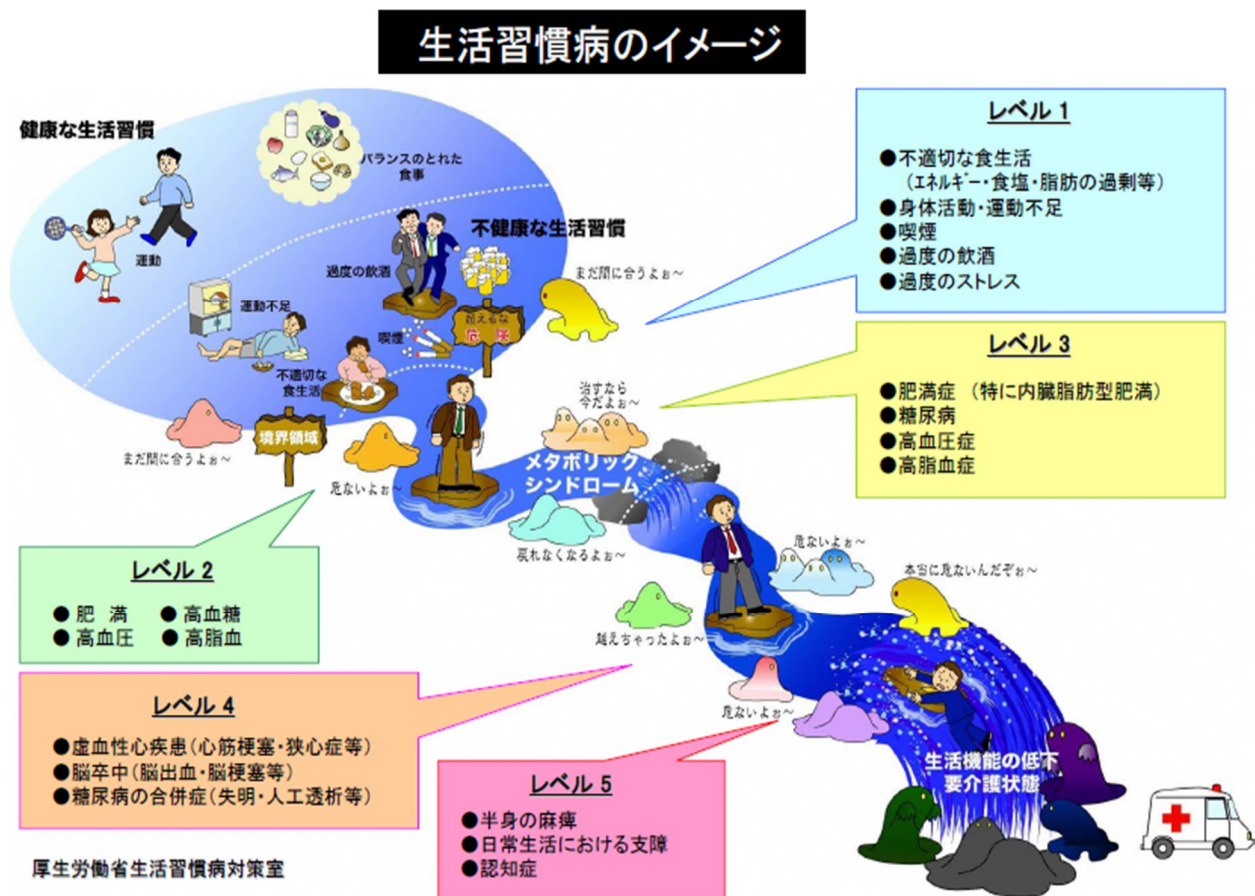 生活習慣病のイメージ
健康な生活習慣
バランスのとれた
食事
運動
不健康な生活習慣
過度の飲酒
まだ間に合うよぉ～
運動不足
超えるな
危険
喫煙
不適切な
食生活
境界領域
まだ間に合うよぉ～
危ないよぉ～
治すなら
今だよぉ～
メタボリック
シンドローム
戻れなくなるよぉ～
危ないよぉ～
本当に危ないんだぞぉ～
越えちゃったよぉ～
危ないよぉ～
生活機能の低下
要介護状態
レベル 1
●不適切な食生活
（エネルギー・食塩・脂肪の過剰等）
●身体活動・運動不足
●喫煙
●過度の飲酒
●過度のストレス
レベル 3
●肥満症 （特に内臓脂肪型肥満）
●糖尿病
●高血圧症
●高脂血症
レベル 2
● 肥 満 ● 高血糖
● 高血圧 ● 高脂血
レベル 4
●虚血性心疾患（心筋梗塞・狭心症等）
●脳卒中（脳出血・脳梗塞等）
●糖尿病の合併症（失明・人工透析等）
レベル 5
●半身の麻痺
●日常生活における支障
●認知症
厚生労働省生活習慣病対策室